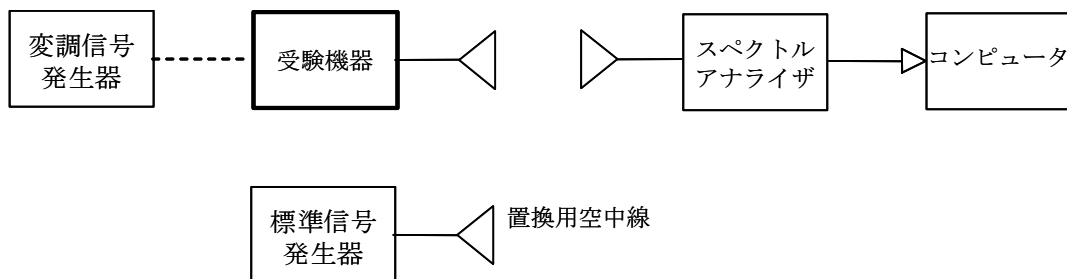 変調信号
発生器
受験機器
スペクトル
アナライザ
コンピュータ
標準信号
発生器
置換用空中線